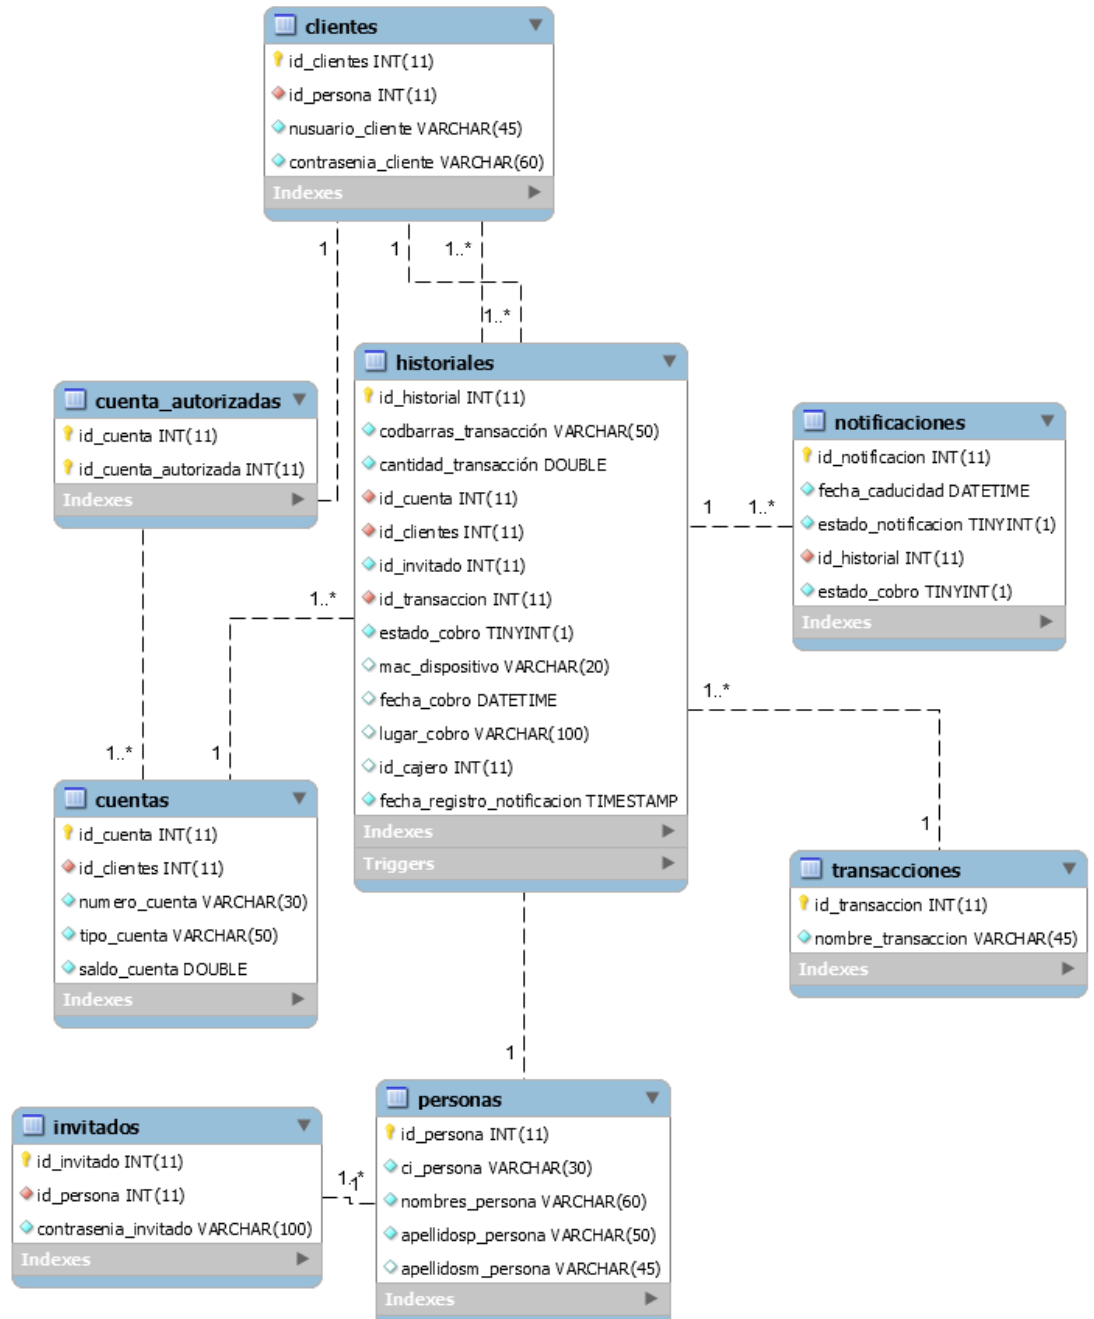 clientes
id_clientes INT(11)
id_persona INT(11)
nusuario_cliente VARCHAR(45)
contrasenia_cliente VARCHAR(60)
Indexes
1
1
1..*
1..*
historiales
id_historial INT(11)
codbarras_transacción VARCHAR(50)
cantidad_transacción DOUBLE
id_cuenta INT(11)
id_clientes INT(11)
id_invitado INT(11)
id_transaccion INT(11)
estado_cobro TINYINT(1)
mac_dispositivo VARCHAR(20)
fecha_cobro DATETIME
lugar_cobro VARCHAR(100)
id_cajero INT(11)
fecha_registro_notificacion TIMESTAMP
Indexes
Triggers
cuenta_autorizadas
id_cuenta INT(11)
id_cuenta_autorizada INT(11)
Indexes
notificaciones
id_notificacion INT(11)
fecha_caducidad DATETIME
estado_notificacion TINYINT(1)
id_historial INT(11)
estado_cobro TINYINT(1)
Indexes
1
1..*
1..*
1..*
1..*
1
1
cuentas
id_cuenta INT(11)
id_clientes INT(11)
numero_cuenta VARCHAR(30)
tipo_cuenta VARCHAR(50)
saldo_cuenta DOUBLE
Indexes
transacciones
id_transaccion INT(11)
nombre_transaccion VARCHAR(45)
Indexes
1
invitados
id_invitado INT(11)
id_persona INT(11)
contrasenia_invitado VARCHAR(100)
Indexes
1..*
1
personas
id_persona INT(11)
ci_persona VARCHAR(30)
nombres_persona VARCHAR(60)
apellidosp_persona VARCHAR(50)
apellidosm_persona VARCHAR(45)
Indexes